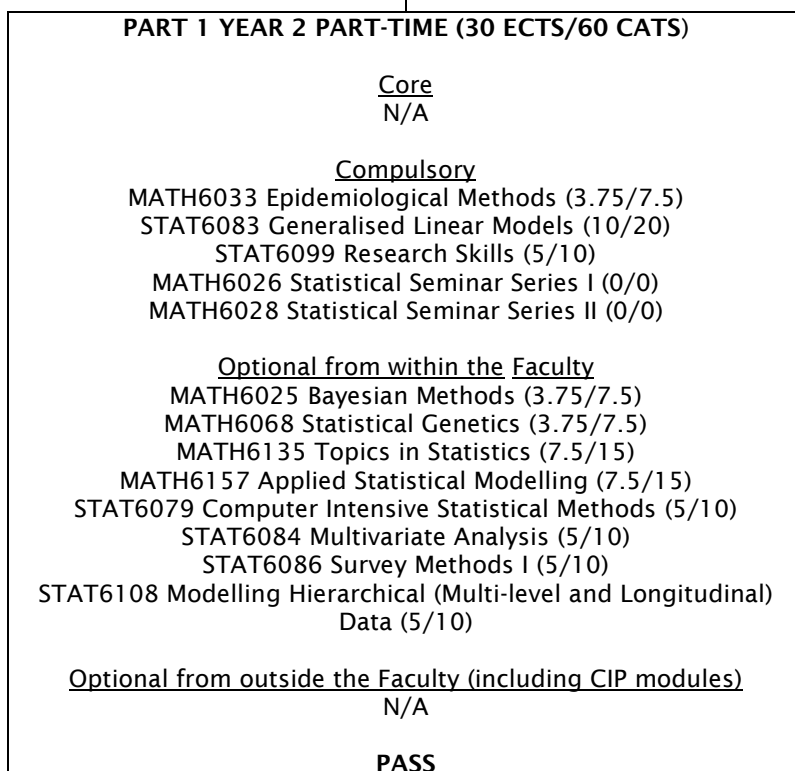 PART 1 YEAR 2 PART-TIME (30 ECTS/60 CATS)
Core
N/A
Compulsory
MATH6033 Epidemiological Methods (3.75/7.5)
STAT6083 Generalised Linear Models (10/20)
STAT6099 Research Skills (5/10)
MATH6026 Statistical Seminar Series I (0/0)
MATH6028 Statistical Seminar Series II (0/0)
Optional from within the Faculty
MATH6025 Bayesian Methods (3.75/7.5)
MATH6068 Statistical Genetics (3.75/7.5)
MATH6135 Topics in Statistics (7.5/15)
MATH6157 Applied Statistical Modelling (7.5/15)
STAT6079 Computer Intensive Statistical Methods (5/10)
STAT6084 Multivariate Analysis (5/10)
STAT6086 Survey Methods I (5/10)
STAT6108 Modelling Hierarchical (Multi-level and Longitudinal)
Data (5/10)
Optional from outside the Faculty (including CIP modules)
N/A
PASS